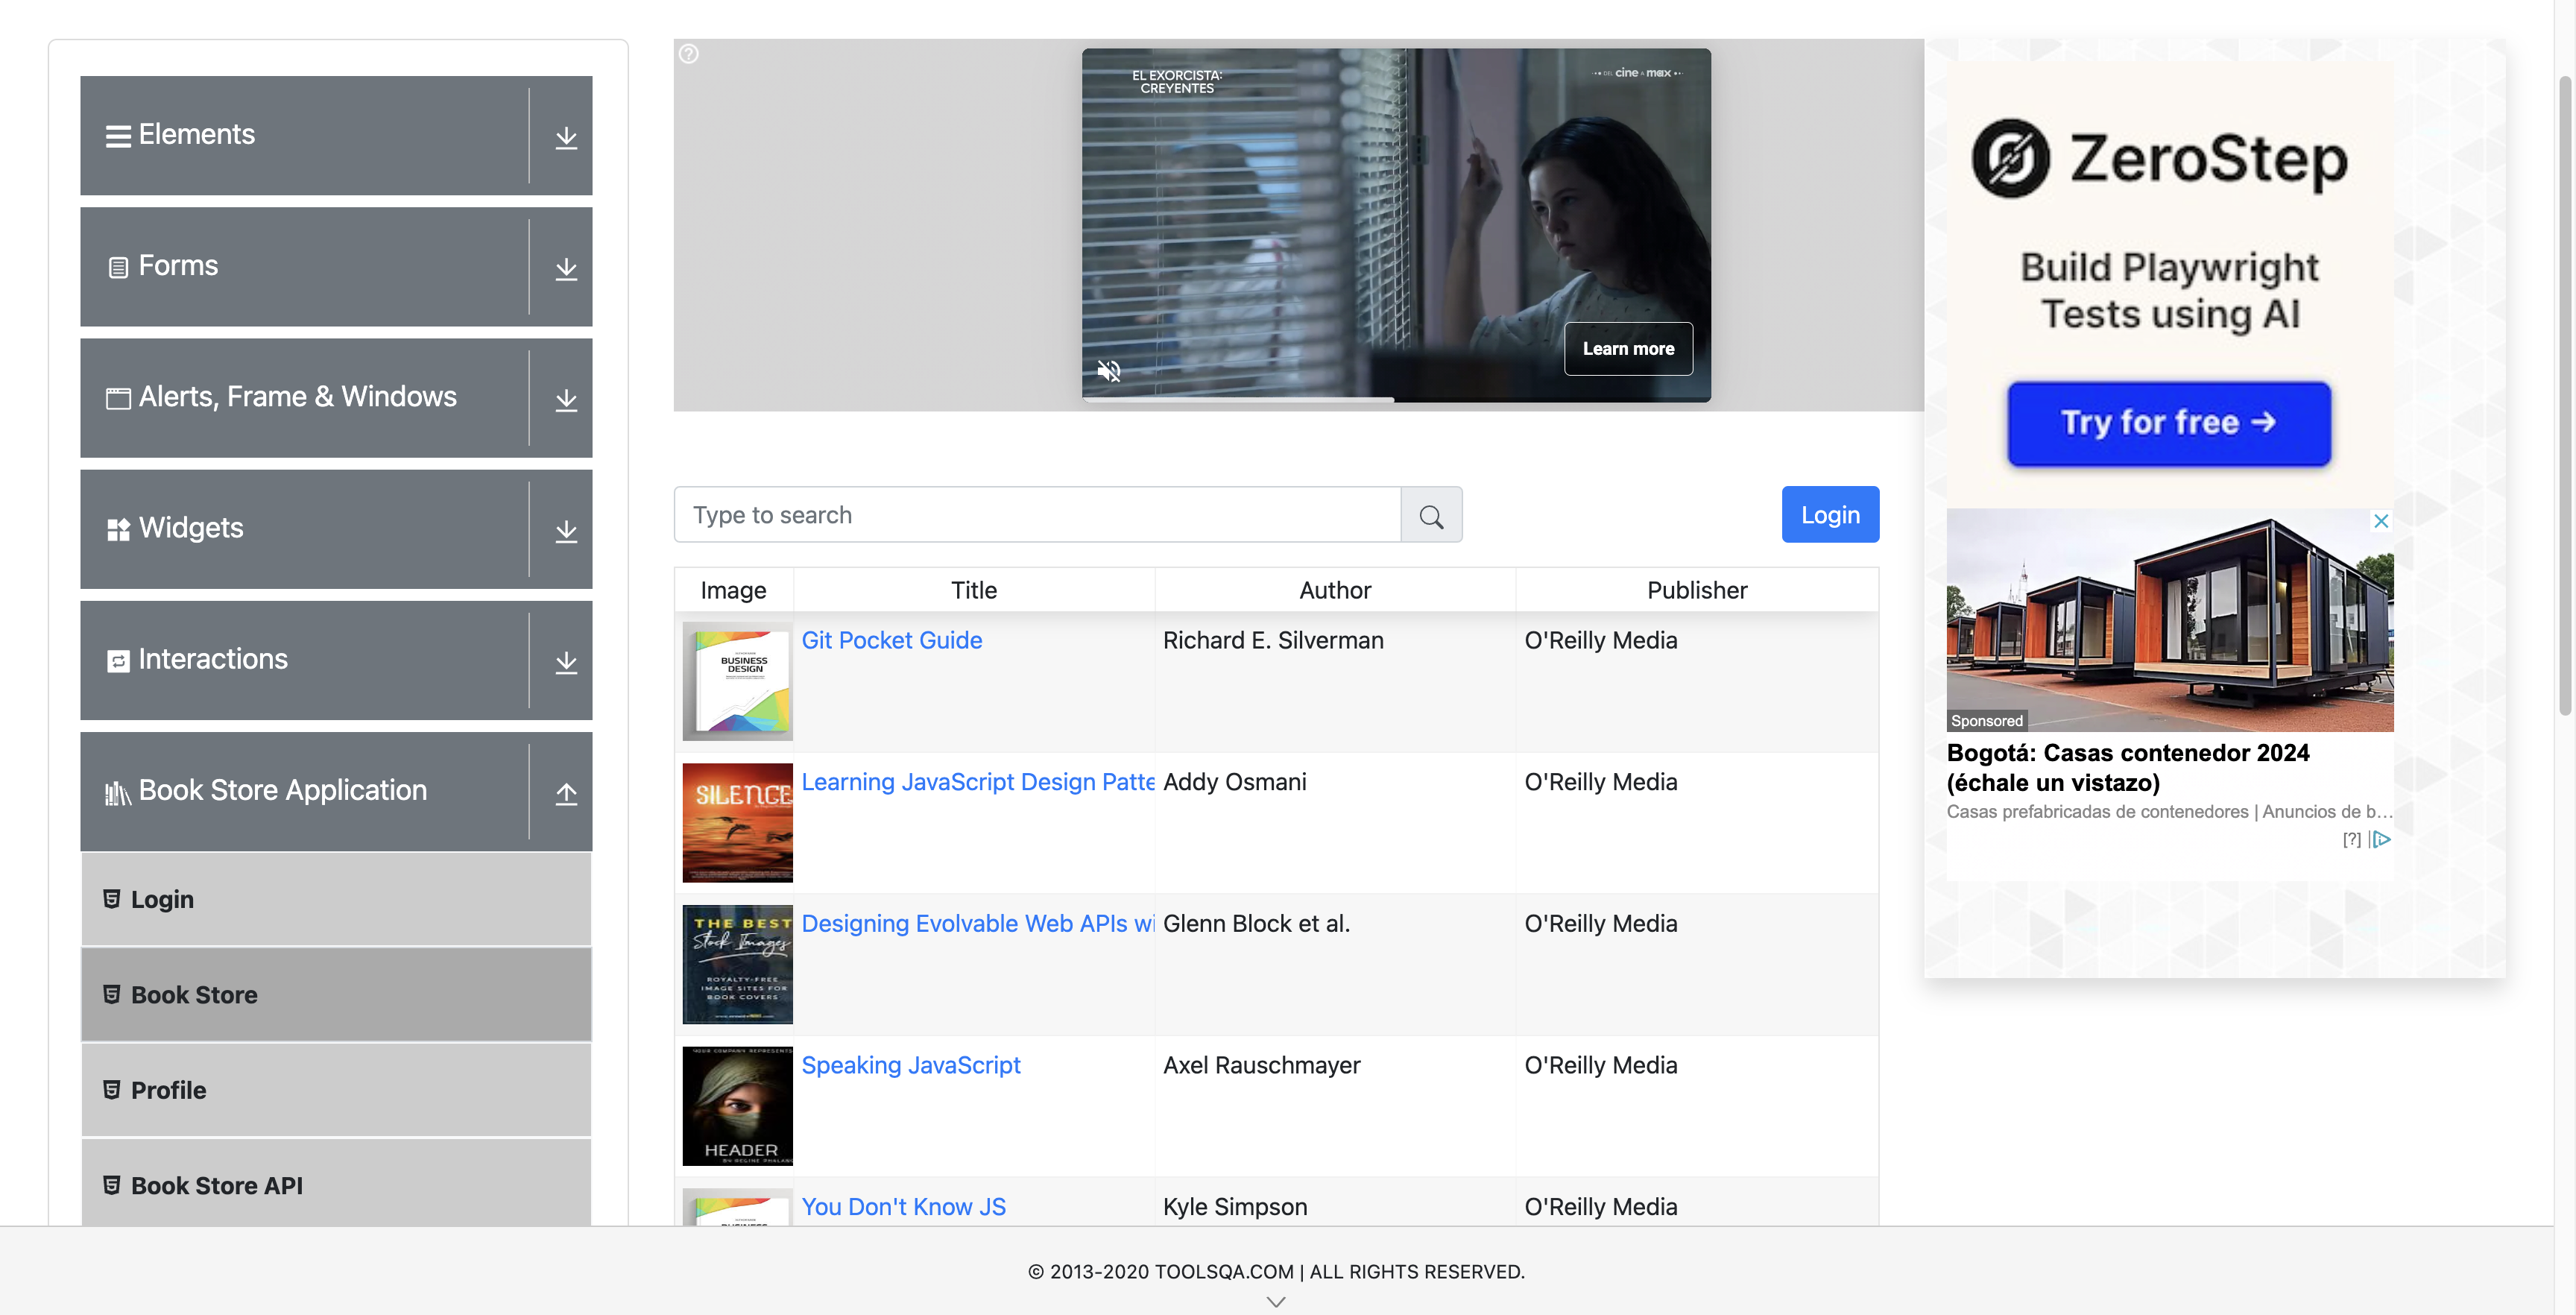 Elements
Forms
Alerts, Frame & Windows
Widgets
Interactions
Book Store Application
Login
Book Store
Profile
Book Store API
EL EXORCISTA:
CREYENTES
DEL cine A max
Learn more
Type to search
Login
Image Title Author Publisher
BUSINESS
DESIGN
Git Pocket Guide Richard E. Silverman O'Reilly Media
SILENCE
Learning JavaScript Design Patte Addy Osmani O'Reilly Media
THE BEST
Stock Images
ROYALTY-FREE
IMAGE SITES FOR
BOOK COVERS
Designing Evolvable Web APIs wi Glenn Block et al. O'Reilly Media
YOUR COMPANY REPRESENTS
HEADER
Speaking JavaScript Axel Rauschmayer O'Reilly Media
You Don't Know JS Kyle Simpson O'Reilly Media
ZeroStep
Build Playwright
Tests using AI
Try for free →
Sponsored
Bogotá: Casas contenedor 2024
(échale un vistazo)
Casas prefabricadas de contenedores | Anuncios de b...
[?]
© 2013-2020 TOOLSQA.COM | ALL RIGHTS RESERVED.